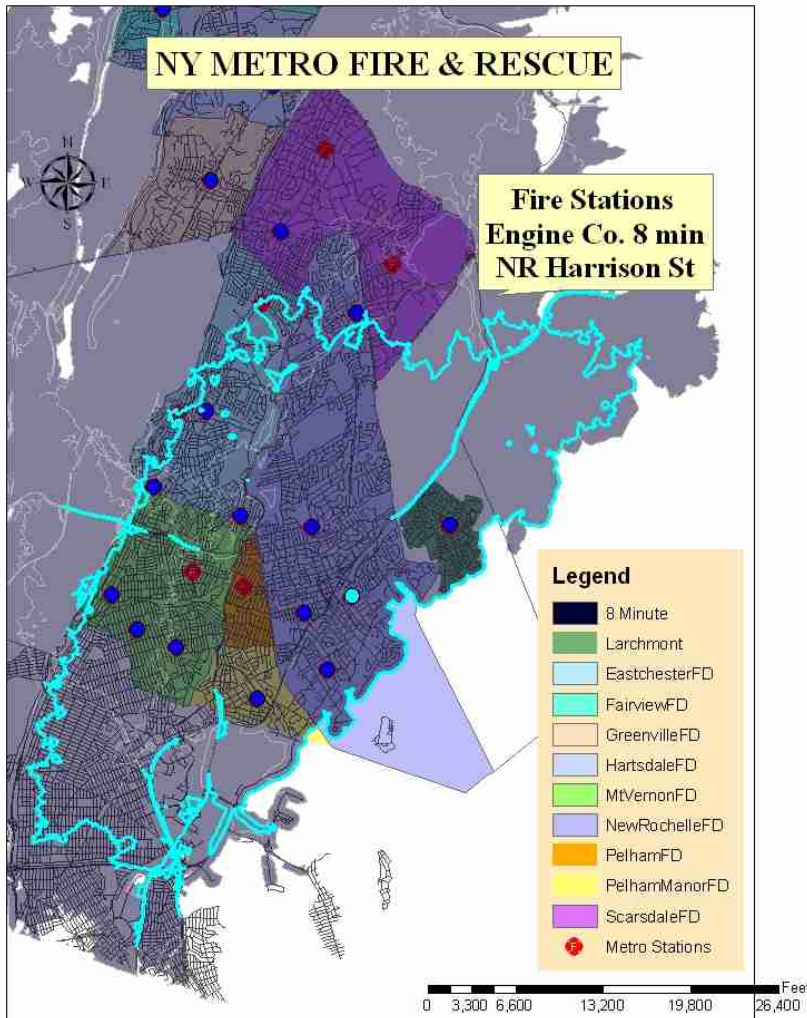 NY METRO FIRE & RESCUE
N
W E
S
Fire Stations
Engine Co. 8 min
NR Harrison St
Legend
8 Minute
Larchmont
EastchesterFD
FairviewFD
GreenvilleFD
HartsdaleFD
MtVernonFD
NewRochelleFD
PelhamFD
PelhamManorFD
ScarsdaleFD
F Metro Stations
Feet
0 3,300 6,600 13,200 19,800 26,400